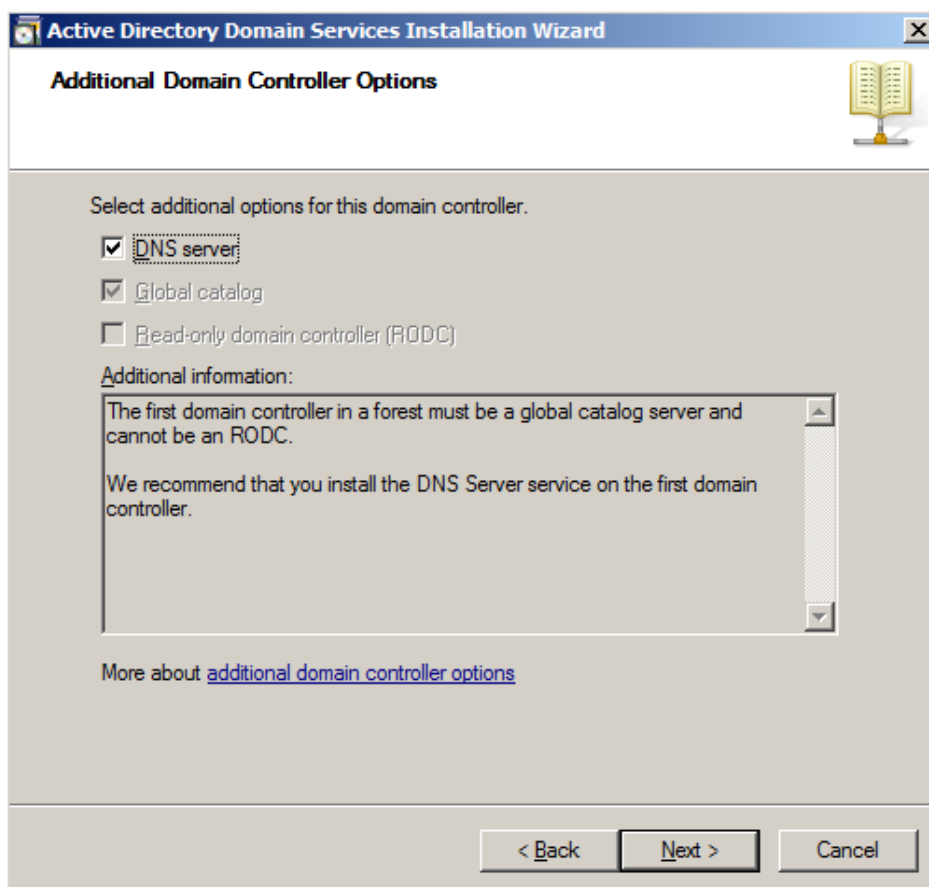 Active Directory Domain Services Installation Wizard
Additional Domain Controller Options
Select additional options for this domain controller.
DNS server
Global catalog
Read-only domain controller (RODC)
Additional information:
The first domain controller in a forest must be a global catalog server and
cannot be an RODC.
We recommend that you install the DNS Server service on the first domain
controller.
More about additional domain controller options
< Back
Next >
Cancel